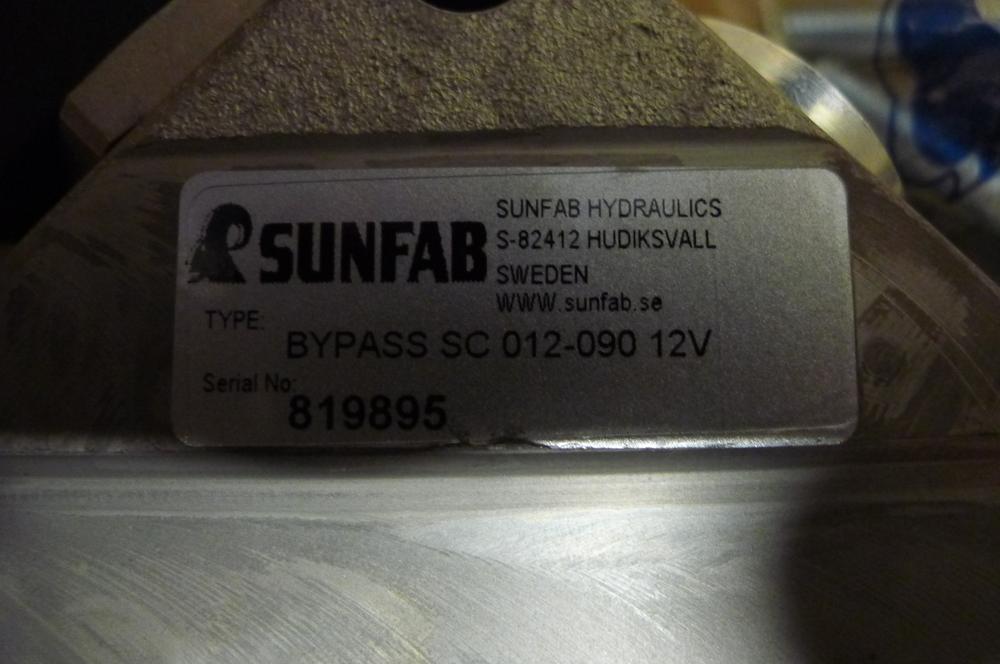 SUNFAB
SUNFAB HYDRAULICS
S-82412 HUDIKSVALL
SWEDEN
WWW.sunfab.se
TYPE:
BYPASS SC 012-090 12V
Serial No:
819895